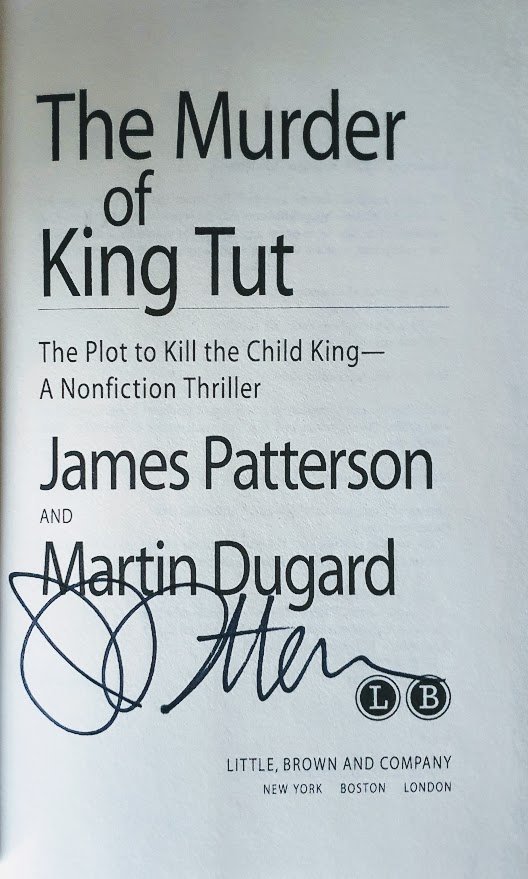 The Murder
of
King Tut
The Plot to Kill the Child King—
A Nonfiction Thriller
James Patterson
AND
Martin Dugard
L B
LITTLE, BROWN AND COMPANY
NEW YORK BOSTON LONDON